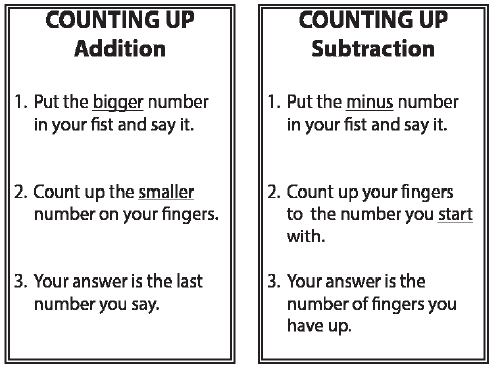 COUNTING UP
Addition
1. Put the bigger number
in your fist and say it.
2. Count up the smaller
number on your fingers.
3. Your answer is the last
number you say.
COUNTING UP
Subtraction
1. Put the minus number
in your fist and say it.
2. Count up your fingers
to the number you start
with.
3. Your answer is the
number of fingers you
have up.